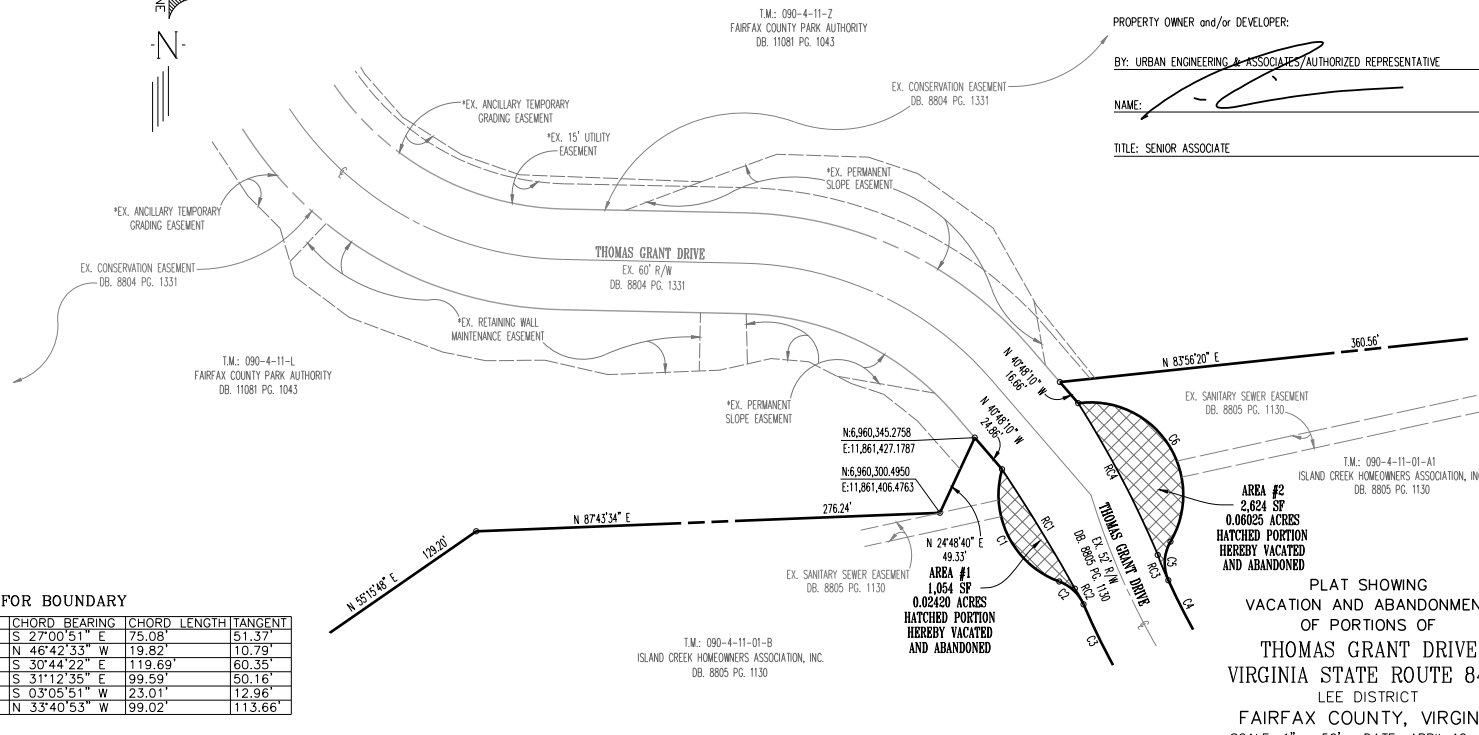 NE
-N-
T.M.: 090-4-11-Z
FAIRFAX COUNTY PARK AUTHORITY
DB. 11081 PG. 1043
PROPERTY OWNER and/or DEVELOPER:
BY: URBAN ENGINEERING & ASSOCIATES/AUTHORIZED REPRESENTATIVE
NAME:
TITLE: SENIOR ASSOCIATE
EX. CONSERVATION EASEMENT
DB. 8804 PG. 1331
*EX. ANCILLARY TEMPORARY
GRADING EASEMENT
*EX. 15' UTILITY
EASEMENT
*EX. PERMANENT
SLOPE EASEMENT
*EX. ANCILLARY TEMPORARY
GRADING EASEMENT
EX. CONSERVATION EASEMENT
DB. 8804 PG. 1331
THOMAS GRANT DRIVE
EX. 60' R/W
DB. 8804 PG. 1331
*EX. RETAINING WALL
MAINTENANCE EASEMENT
T.M.: 090-4-11-L
FAIRFAX COUNTY PARK AUTHORITY
DB. 11081 PG. 1043
*EX. PERMANENT
SLOPE EASEMENT
N 40°48'10" W
16.66'
N 83°56'20" E
360.56'
N 40°48'10" W
24.86'
EX. SANITARY SEWER EASEMENT
DB. 8805 PG. 1130
N:6,960,345.2758
E:11,861,427.1787
N:6,960,300.4950
E:11,861,406.4763
C6
RC4
T.M.: 090-4-11-01-A1
ISLAND CREEK HOMEOWNERS ASSOCIATION, INC
DB. 8805 PG. 1130
AREA #2
2,624 SF
0.06025 ACRES
HATCHED PORTION
HEREBY VACATED
AND ABANDONED
N 55°15'48" E
129.20'
N 87°43'34" E
276.24'
N 24°48'40" E
49.33'
C1
RC1
THOMAS GRANT DRIVE
EX. 52' R/W
DB. 8805 PG. 1130
RC3
C5
C4
EX. SANITARY SEWER EASEMENT
DB. 8805 PG. 1130
AREA #1
1,054 SF
0.02420 ACRES
HATCHED PORTION
HEREBY VACATED
AND ABANDONED
C2
RC2
C3
T.M.: 090-4-11-01-B
ISLAND CREEK HOMEOWNERS ASSOCIATION, INC.
DB. 8805 PG. 1130
FOR BOUNDARY
CHORD BEARING CHORD LENGTH TANGENT
S 27°00'51" E 75.08' 51.37'
N 46°42'33" W 19.82' 10.79'
S 30°44'22" E 119.69' 60.35'
S 31°12'35" E 99.59' 50.16'
S 03°05'51" W 23.01' 12.96'
N 33°40'53" W 99.02' 113.66'
PLAT SHOWING
VACATION AND ABANDONMEN
OF PORTIONS OF
THOMAS GRANT DRIVE
VIRGINIA STATE ROUTE 84
LEE DISTRICT
FAIRFAX COUNTY, VIRGIN